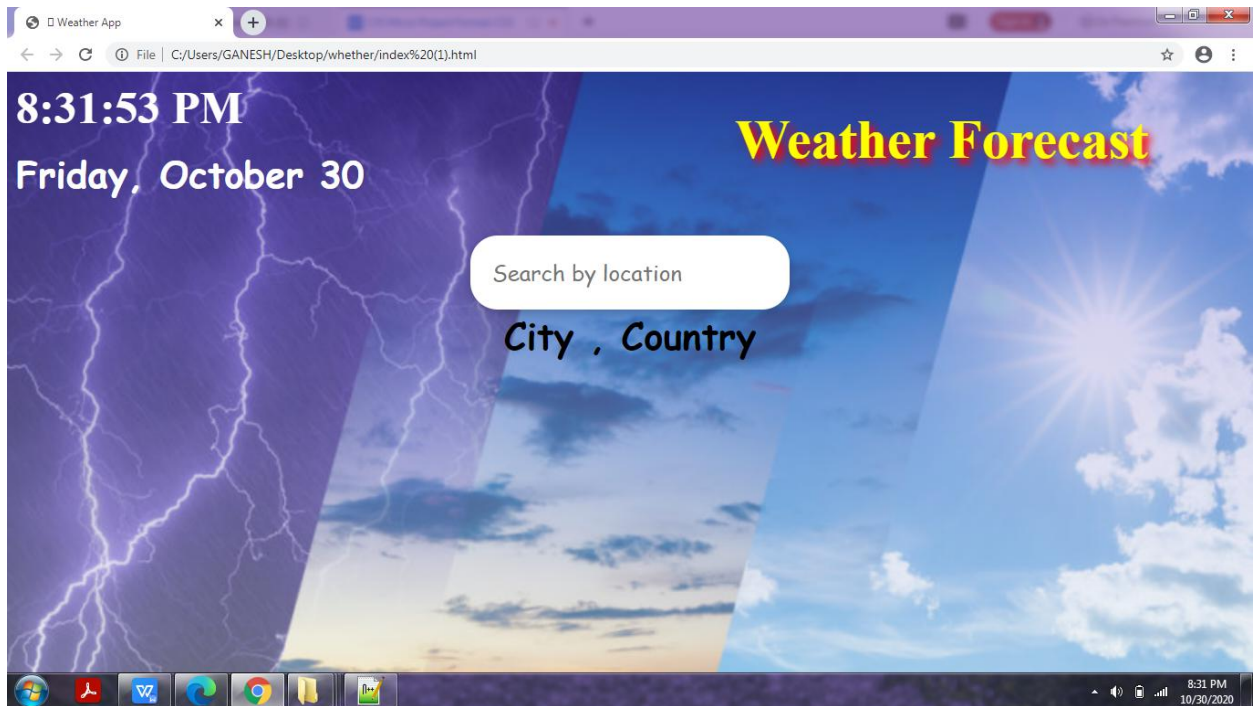 Weather App
File | C:/Users/GANESH/Desktop/whether/index%20(1).html
8:31:53 PM
Friday, October 30
Weather Forecast
Search by location
City , Country
8:31 PM
10/30/2020